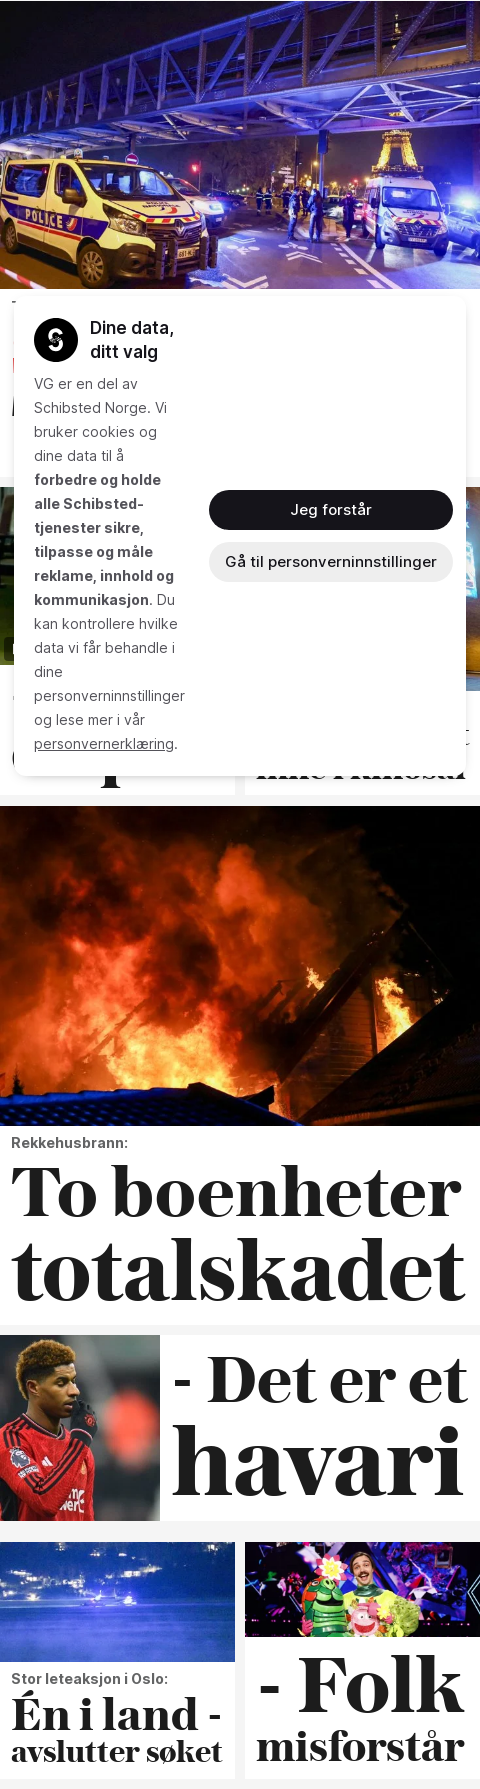 POLICE
Dine data,
ditt valg
VG er en del av
Schibsted Norge. Vi
bruker cookies og
dine data til å
forbedre og holde
alle Schibsted-
tjenester sikre,
tilpasse og måle
reklame, innhold og
kommunikasjon. Du
kan kontrollere hvilke
data vi får behandle i
dine
personverninnstillinger
og lese mer i vår
personvernerklæring.
Jeg forstår
Gå til personverninnstillinger
Rekkehusbrann:
To boenheter
totalskadet
- Det er et
havari
Stor leteaksjon i Oslo:
Én i land -
avslutter søket
- Folk
misforstår